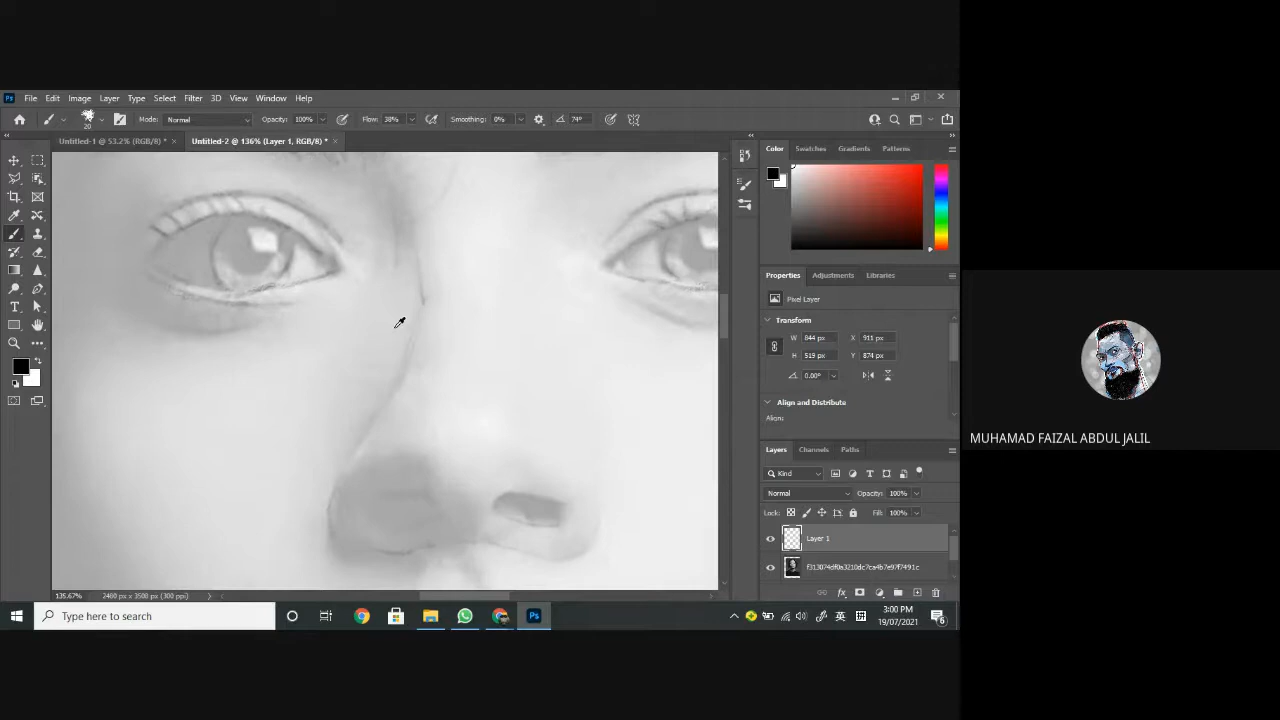 File Edit Image Layer Type Select Filter 3D View Window Help
20 Mode: Normal Opacity: 100% Flow: 38% Smoothing: 0% 74°
Untitled-1 @ 53.2% (RGB/8) * × Untitled-2 @ 136% (Layer 1, RGB/8) * ×
Color Swatches Gradients Patterns
Properties Adjustments Libraries
Pixel Layer
Transform
W 844 px X 911 px
H 519 px Y 874 px
0.00°
Align and Distribute
Align:
Layers Channels Paths
Kind
Normal Opacity: 100%
Lock: Fill: 100%
Layer 1
135.67% 2480 px x 3508 px (300 ppi)
Type here to search
英
3:00 PM
19/07/2021
6
MUHAMAD FAIZAL ABDUL JALIL